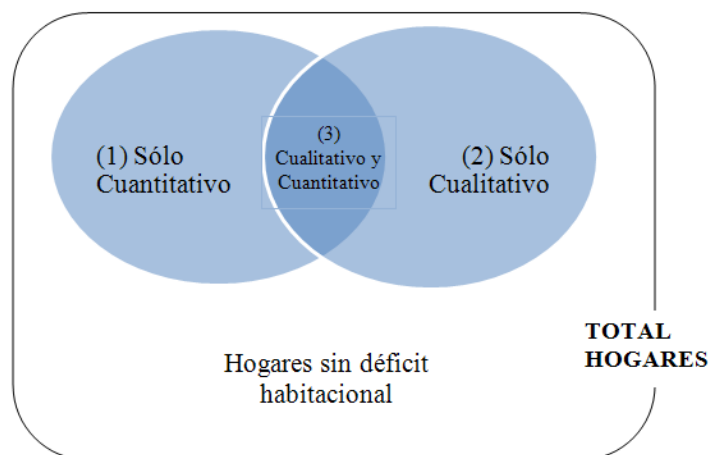 (1) Sólo
Cuantitativo
(3)
Cualitativo y
Cuantitativo
(2) Sólo
Cualitativo
TOTAL
HOGARES
Hogares sin déficit
habitacional